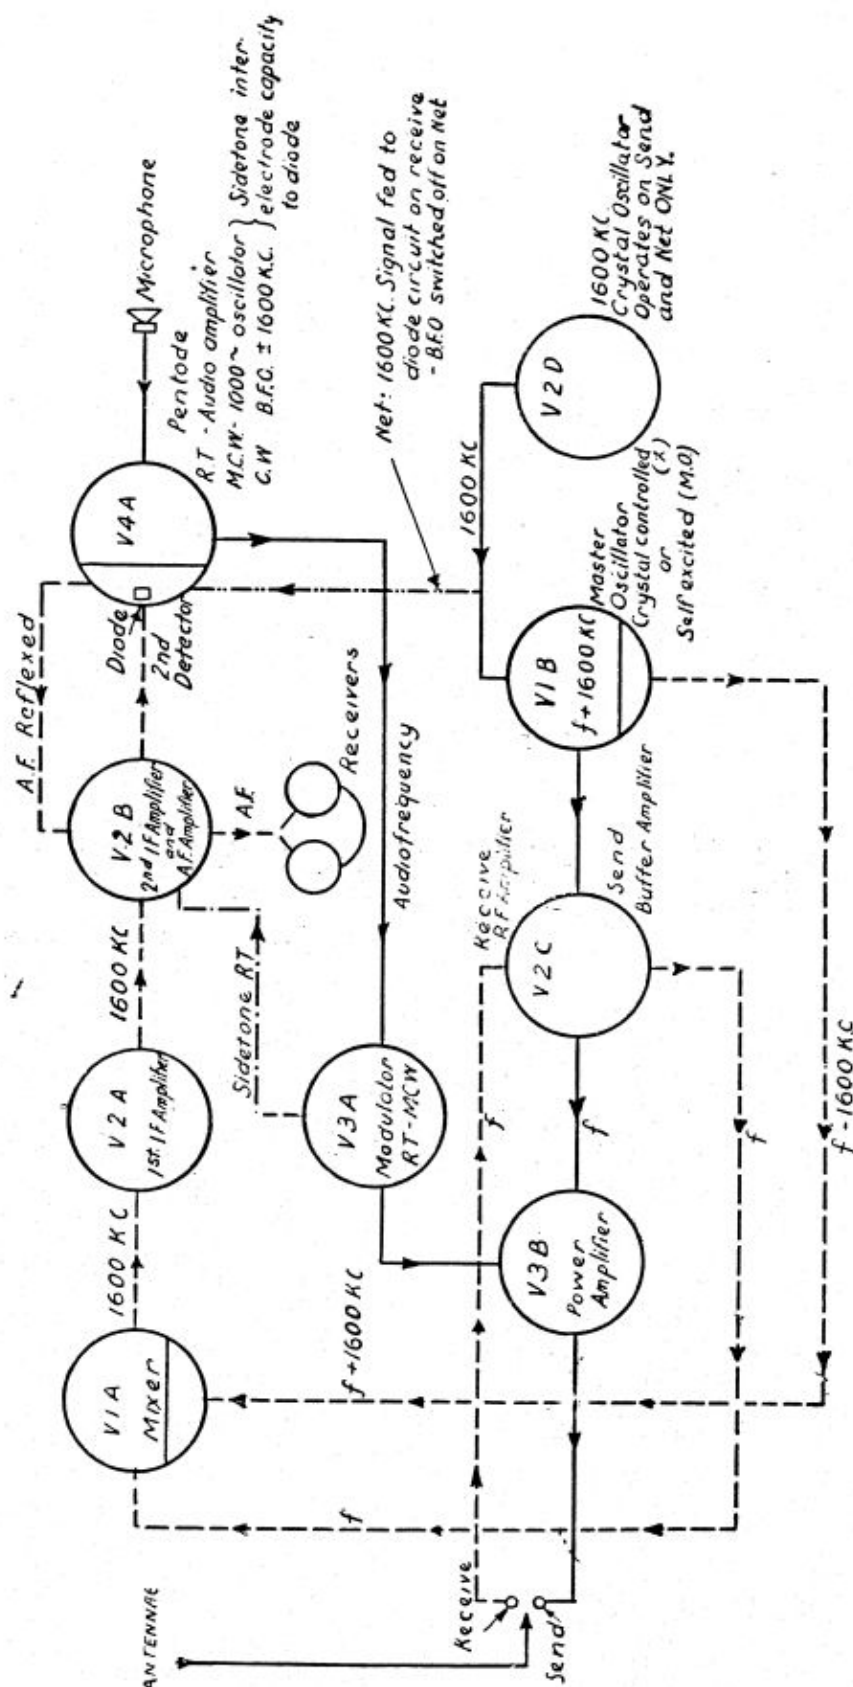 ANTENNAE
Receive
Send
f
V1A
Mixer
1600 KC
f+1600 KC
V2A
1st. IF Amplifier
1600 KC
V.2 B
2nd IF Amplifier
and
A.F. Amplifier
A.F. Reflexed
Diode
2nd
Detector
V4A
Microphone
Pentode
R.T - Audio amplifier
M.C.W.- 1000~ oscillator } Sidetone inter-
C.W B.F.O. ± 1600 K.C. } electrode capacity
to diode
A.F.
Receivers
Sidetone RT
V3A
Modulator
RT-MCW
Audiofrequency
Net: 1600 KC. Signal fed to
diode circuit on receive
- B.F.O switched off on Net
f
V3B
Power
Amplifier
f
Receive
R.F Amplifier
V2C
Send
Buffer Amplifier
V1B
f+1600 KC
Master
Oscillator
Crystal controlled
or
Self excited (M.O)
1600 KC
V2D
1600 KC
Crystal Oscillator
Operates on Send
and Net ONLY.
f
f-1600 KC